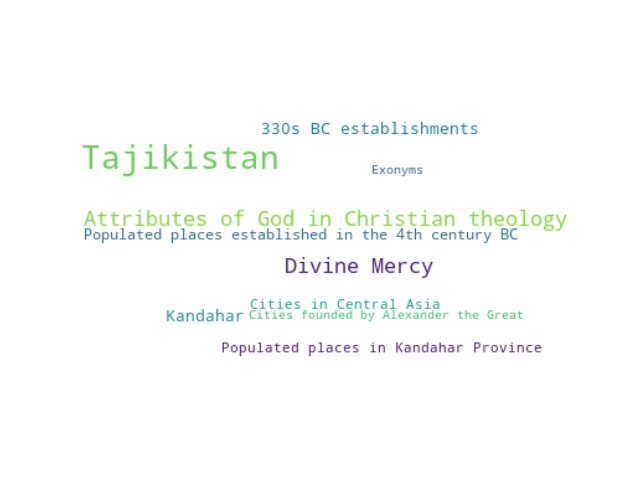 330s BC establishments
Tajikistan
Exonyms
Attributes of God in Christian theology
Populated places established in the 4th century BC
Divine Mercy
Cities in Central Asia
Kandahar
Cities founded by Alexander the Great
Populated places in Kandahar Province